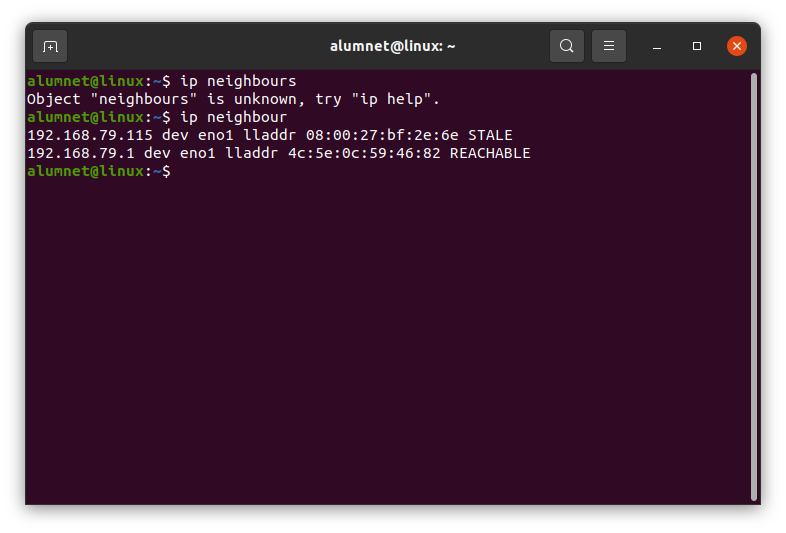 alumnet@linux: ~
alumnet@linux:~$ ip neighbours
Object "neighbours" is unknown, try "ip help".
alumnet@linux:~$ ip neighbour
192.168.79.115 dev eno1 lladdr 08:00:27:bf:2e:6e STALE
192.168.79.1 dev eno1 lladdr 4c:5e:0c:59:46:82 REACHABLE
alumnet@linux:~$